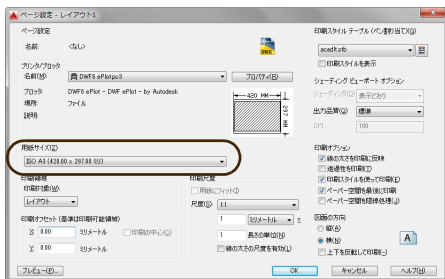 ページ設定 - レイアウト1
ページ設定
名前: <なし>
DWG
プリンタ/プロッタ
名前(M): DWF6 ePlot.pc3
プロパティ(R)
プロッタ: DWF6 ePlot - DWF ePlot - by Autodesk
場所: ファイル
説明:
420 MM
297 MM
用紙サイズ(Z)
ISO A3 (420.00 x 297.00 ミリ)
印刷領域
印刷対象(W):
レイアウト
印刷オフセット (基準は印刷可能領域)
X: 0.00 ミリメートル
印刷の中心(C)
Y: 0.00 ミリメートル
印刷尺度
用紙にフィット(I)
尺度(S): 1:1
1 ミリメートル =
1 長さの単位(N)
線の太さの尺度を有効(L)
印刷スタイル テーブル (ペン割り当て)(G)
acadlt.stb
印刷スタイルを表示
シェーディング ビューポート オプション
シェーディング(D) 表示どおり
出力品質(Q) 標準
DPI 100
印刷オプション
線の太さを印刷に反映
透過性を印刷(T)
印刷スタイルを使って印刷(E)
ペーパー空間を最後に印刷
ペーパー空間を隠線処理(J)
図面の方向
縦(A)
横(N)
上下を反転して印刷(-)
A
プレビュー(P)...
OK
キャンセル
ヘルプ(H)